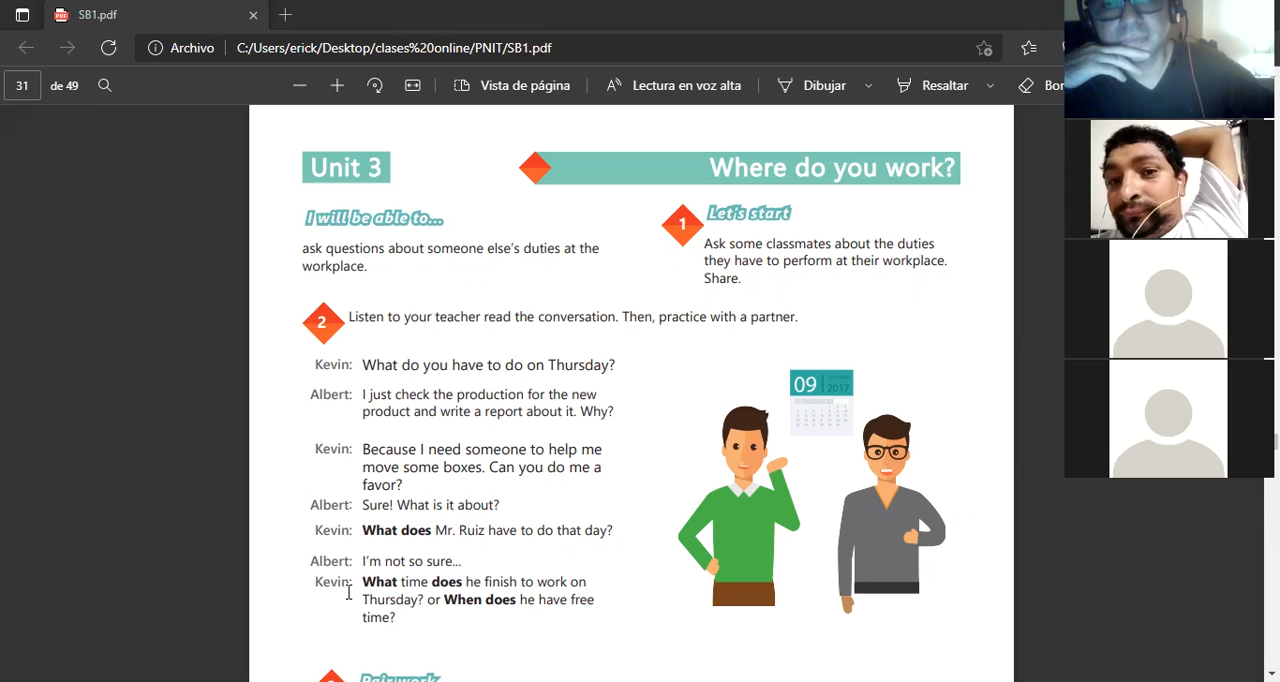 SB1.pdf
Archivo C:/Users/erick/Desktop/clases%20online/PNIT/SB1.pdf
31 de 49 Vista de página Lectura en voz alta Dibujar Resaltar Bor
Unit 3 Where do you work?
I will be able to...
ask questions about someone else's duties at the
workplace.
1 Let's start
Ask some classmates about the duties
they have to perform at their workplace.
Share.
2 Listen to your teacher read the conversation. Then, practice with a partner.
Kevin: What do you have to do on Thursday?
Albert: I just check the production for the new
product and write a report about it. Why?
Kevin: Because I need someone to help me
move some boxes. Can you do me a
favor?
Albert: Sure! What is it about?
Kevin: What does Mr. Ruiz have to do that day?
Albert: I'm not so sure...
Kevin: What time does he finish to work on
Thursday? or When does he have free
time?
09
2017
Pair work